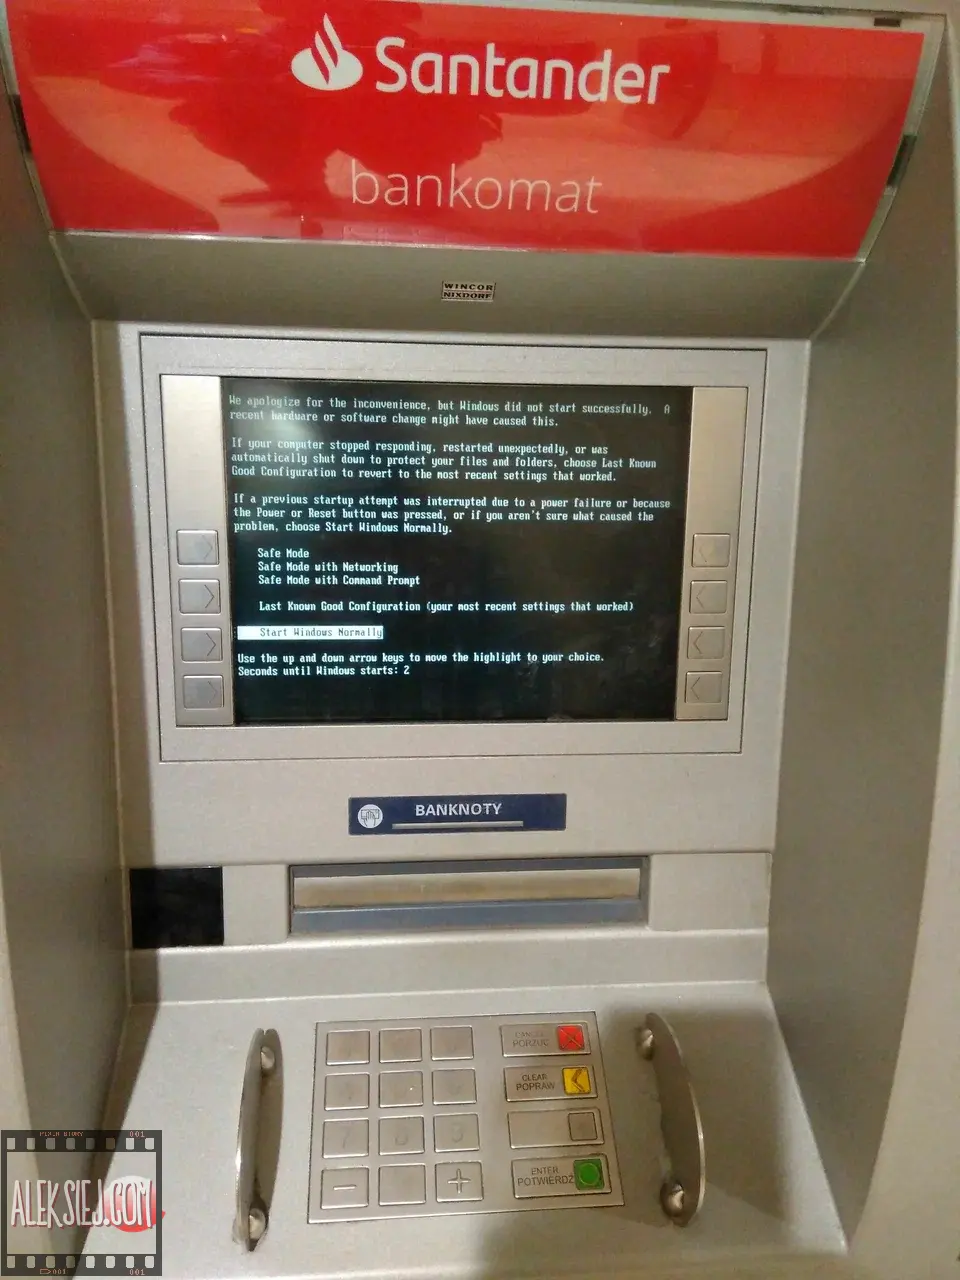 Santander
bankomat
WINCOR
NIXDORF
We apologize for the inconvenience, but Windows did not start successfully. A
recent hardware or software change might have caused this.
If your computer stopped responding, restarted unexpectedly, or was
automatically shut down to protect your files and folders, choose Last Known
Good Configuration to revert to the most recent settings that worked.
If a previous startup attempt was interrupted due to a power failure or because
the Power or Reset button was pressed, or if you aren't sure what caused the
problem, choose Start Windows Normally.
Safe Mode
Safe Mode with Networking
Safe Mode with Command Prompt
Last Known Good Configuration (your most recent settings that worked)
Start Windows Normally
Use the up and down arrow keys to move the highlight to your choice.
Seconds until Windows starts: 2
BANKNOTY
CANCEL
PORZUĆ
CLEAR
POPRAW
7 8 9
ENTER
POTWIERDŹ
001
ALEKSIEJ.COM
001 001